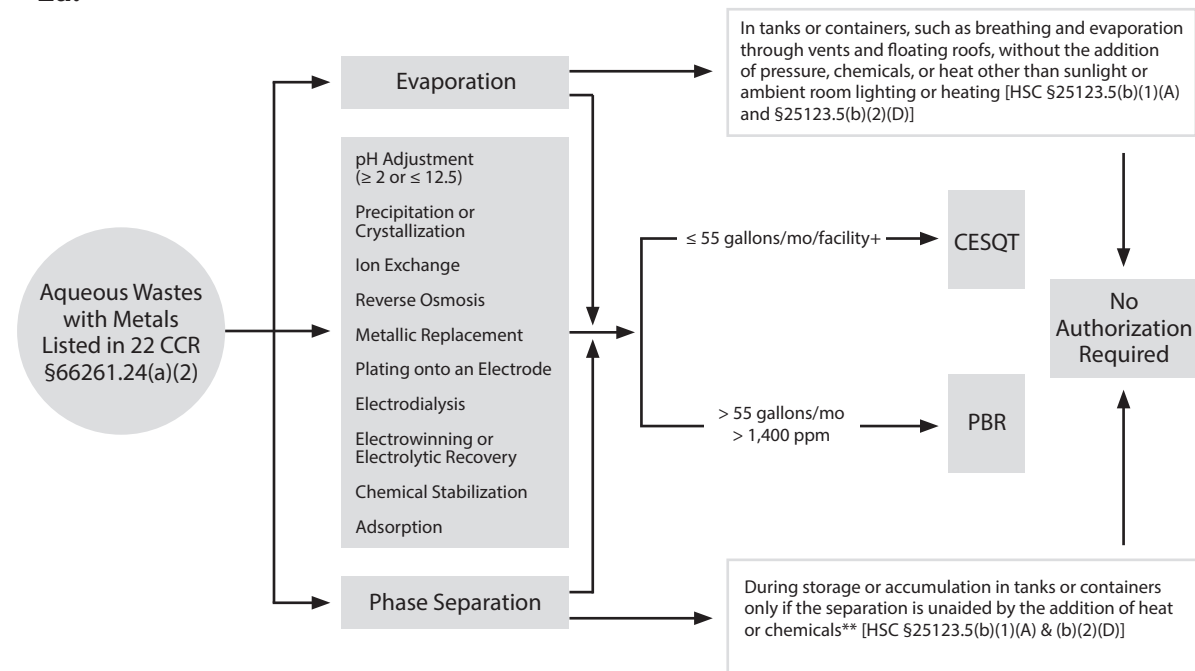 Evaporation
In tanks or containers, such as breathing and evaporation
through vents and floating roofs, without the addition
of pressure, chemicals, or heat other than sunlight or
ambient room lighting or heating [HSC §25123.5(b)(1)(A)
and §25123.5(b)(2)(D)]
Aqueous Wastes
with Metals
Listed in 22 CCR
§66261.24(a)(2)
pH Adjustment
(≥ 2 or ≤ 12.5)
Precipitation or
Crystallization
Ion Exchange
Reverse Osmosis
Metallic Replacement
Plating onto an Electrode
Electrodialysis
Electrowinning or
Electrolytic Recovery
Chemical Stabilization
Adsorption
≤ 55 gallons/mo/facility+
CESQT
> 55 gallons/mo
> 1,400 ppm
PBR
No
Authorization
Required
Phase Separation
During storage or accumulation in tanks or containers
only if the separation is unaided by the addition of heat
or chemicals** [HSC §25123.5(b)(1)(A) & (b)(2)(D)]